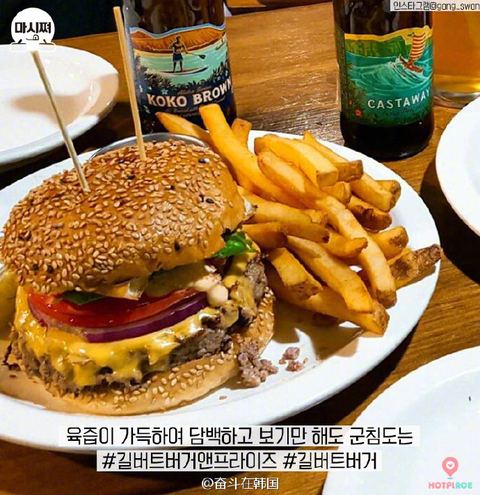 인스타그램@gang_swan
마시쪄
KOKO BROWN
CASTAWAY
육즙이 가득하여 담백하고 보기만 해도 군침도는
#길버트버거앤프라이즈 #길버트버거
@奋斗在韩国
HOTPLACE